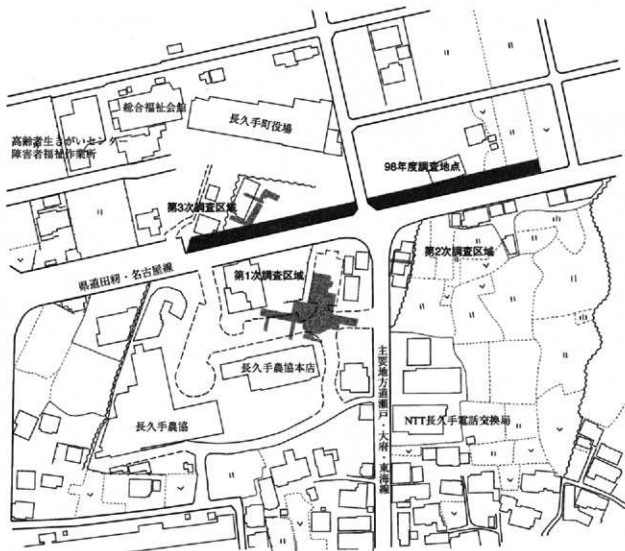 総合福祉会館
長久手町役場
高齢者生きがいセンター
障害者福祉作業所
98年度調査地点
第3次調査区域
第2次調査区域
第1次調査区域
県道田籾・名古屋線
長久手農協本店
主要地方道瀬戸・大府・東海線
長久手農協
NTT長久手電話交換局